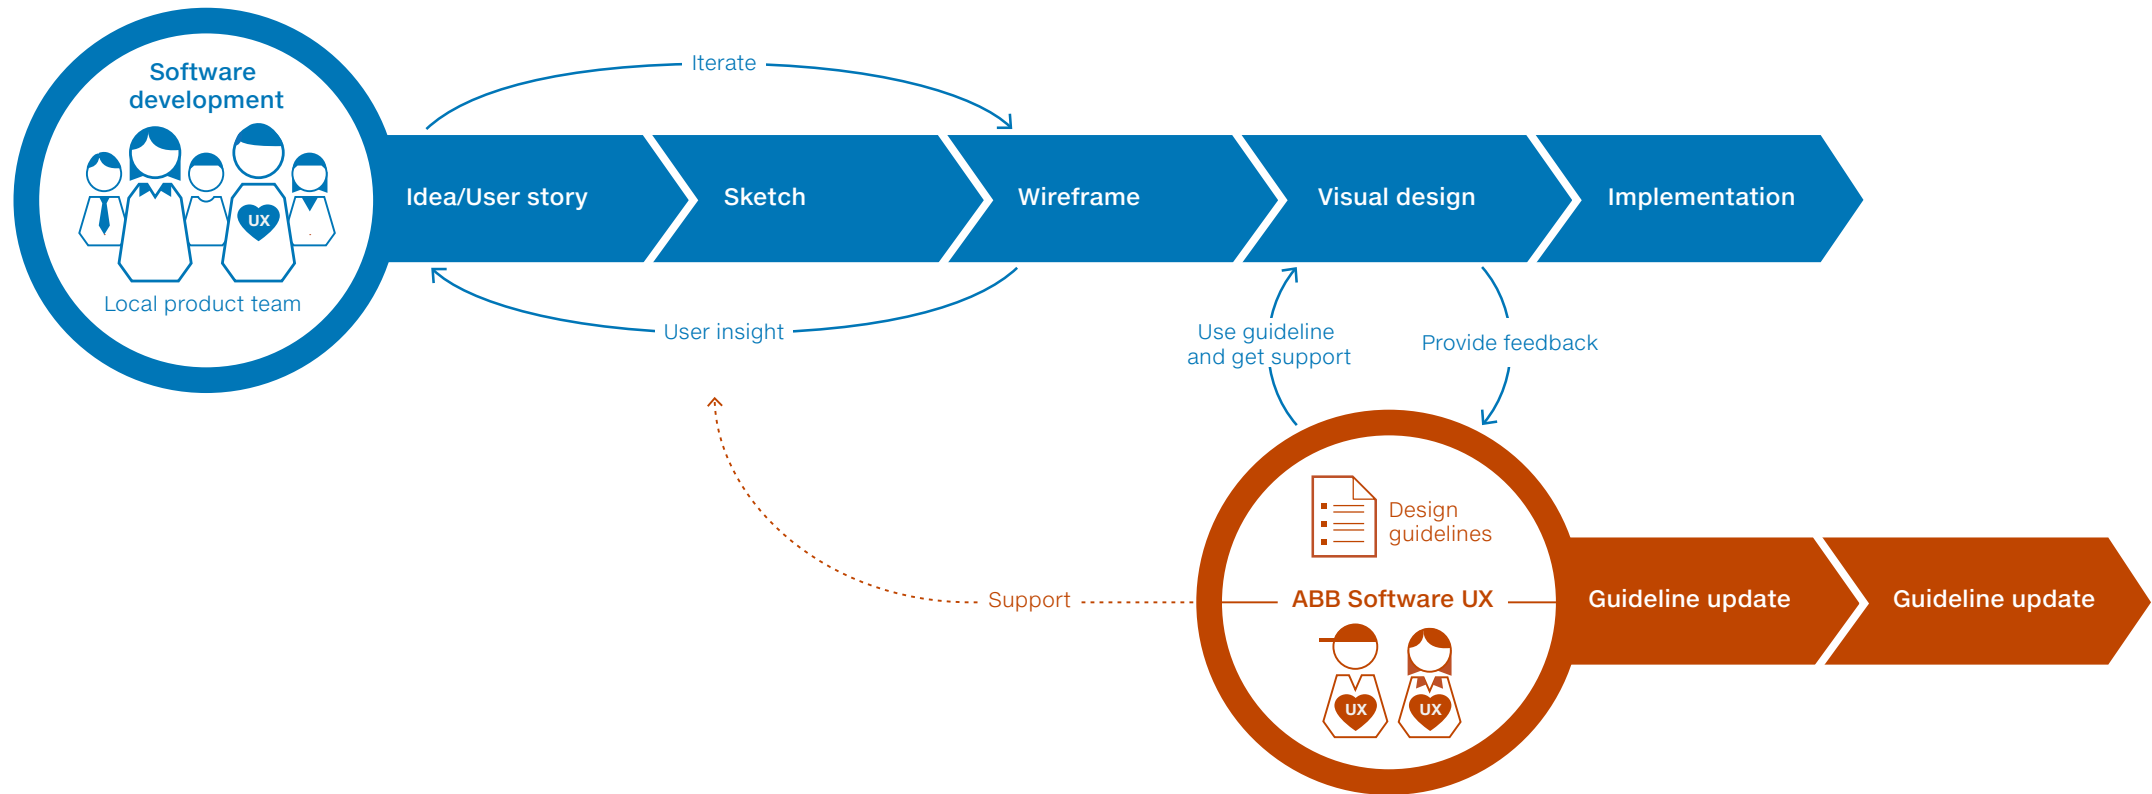 Software
development
UX
Local product team
Iterate
Idea/User story
Sketch
Wireframe
Visual design
Implementation
User insight
Use guideline
and get support
Provide feedback
Design
guidelines
Support
ABB Software UX
UX
UX
Guideline update
Guideline update